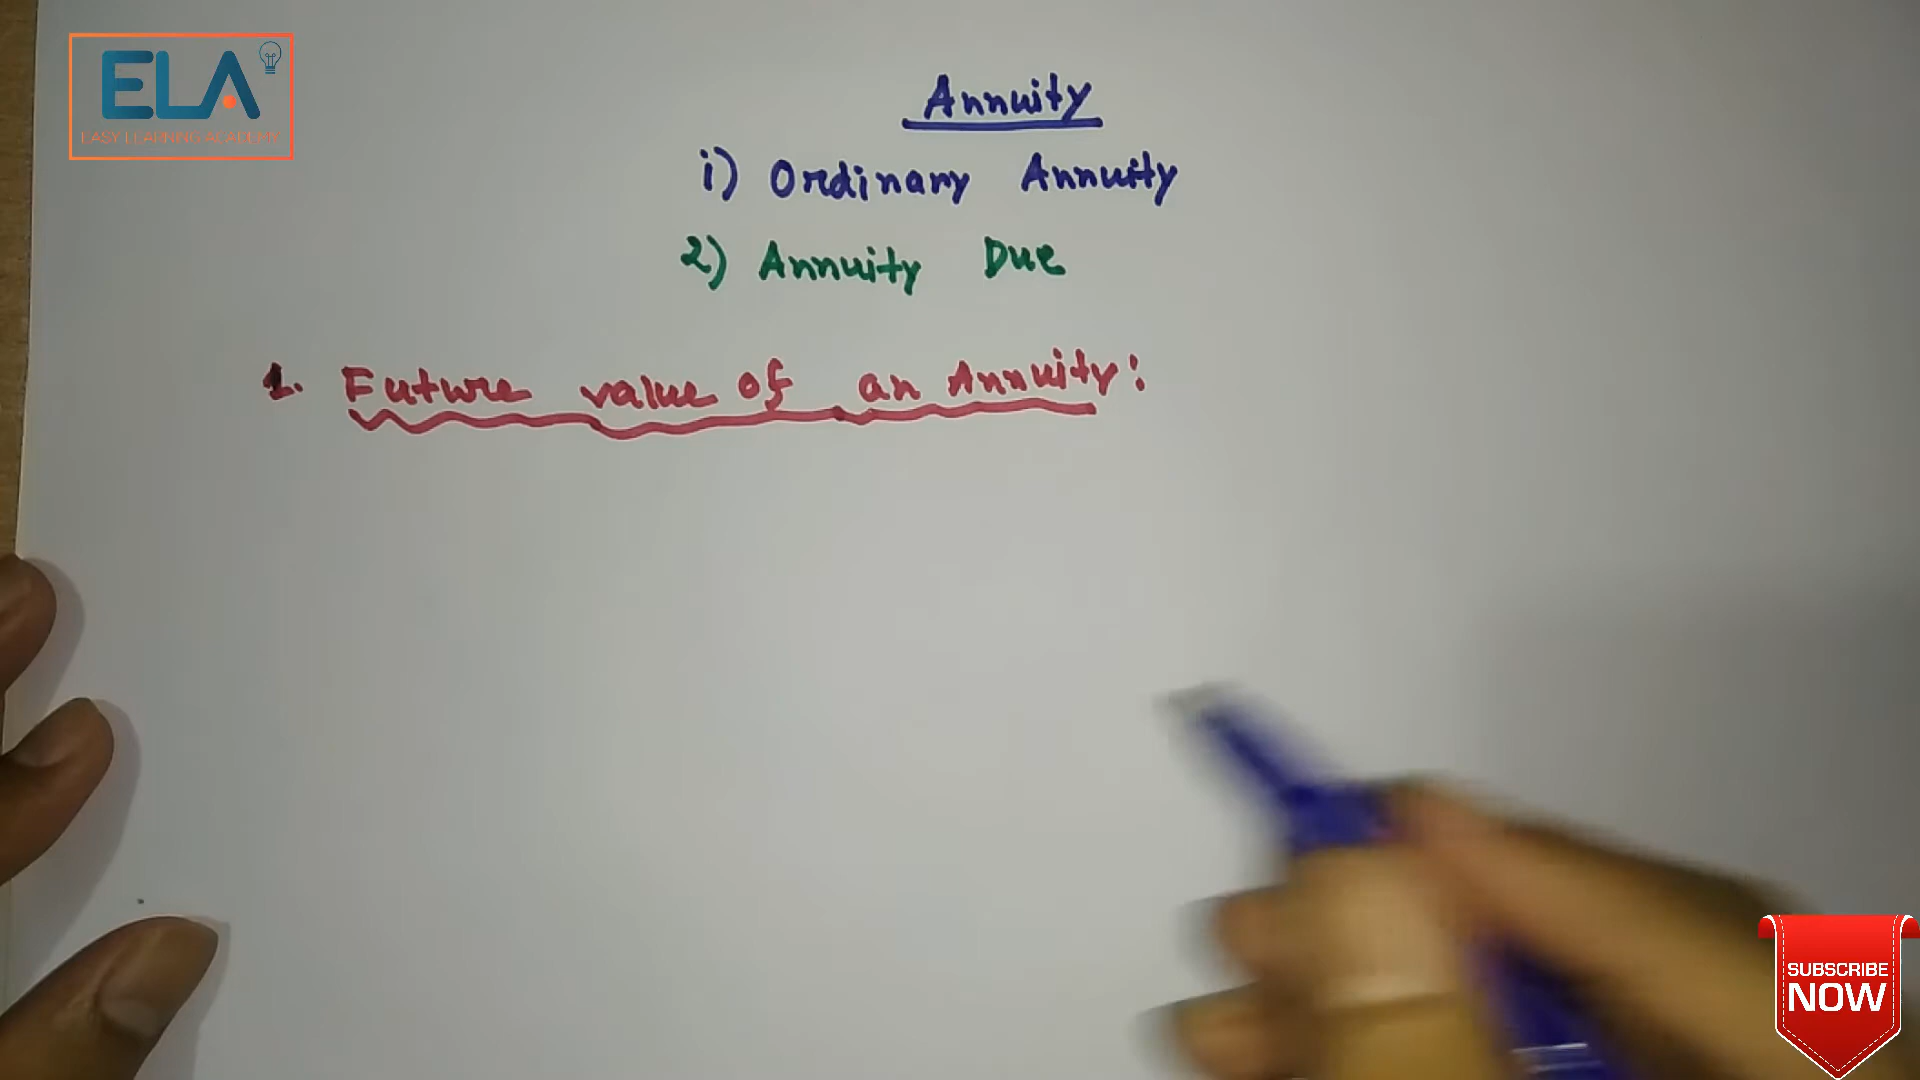 ELA
EASY LEARNING ACADEMY
Annuity
i) Ordinary Annuity
2) Annuity Due
1. Future value of an Annuity:
SUBSCRIBE
NOW